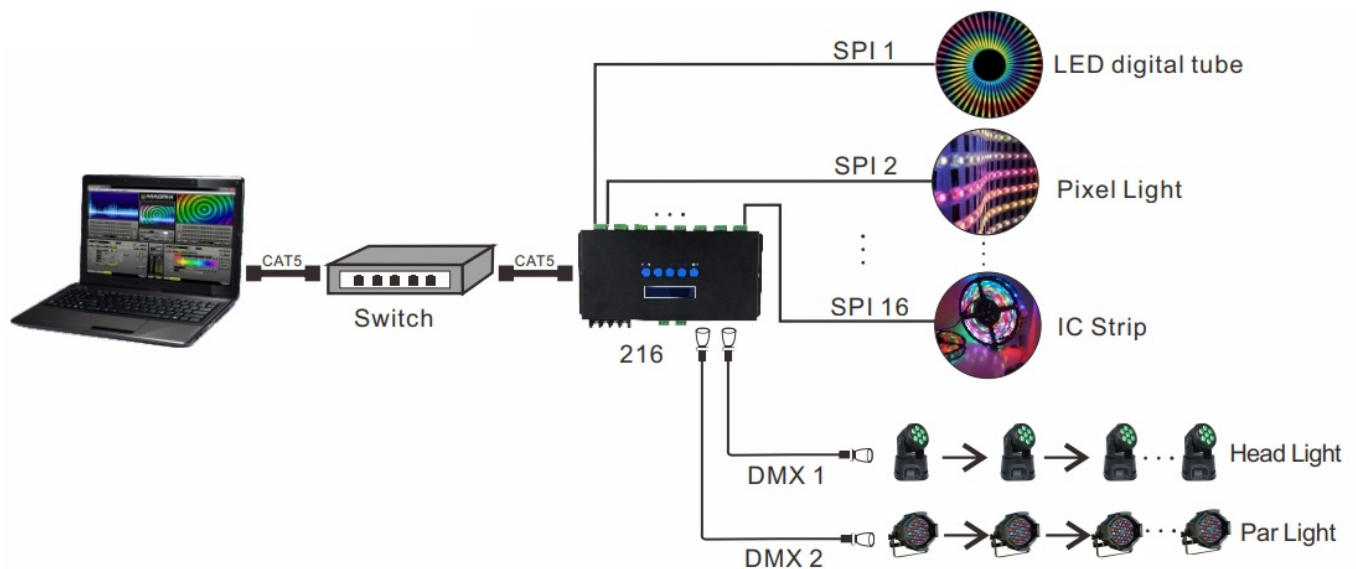 SPI 1
LED digital tube
SPI 2
Pixel Light
CAT5
CAT5
Switch
216
SPI 16
IC Strip
DMX 1
Head Light
DMX 2
Par Light